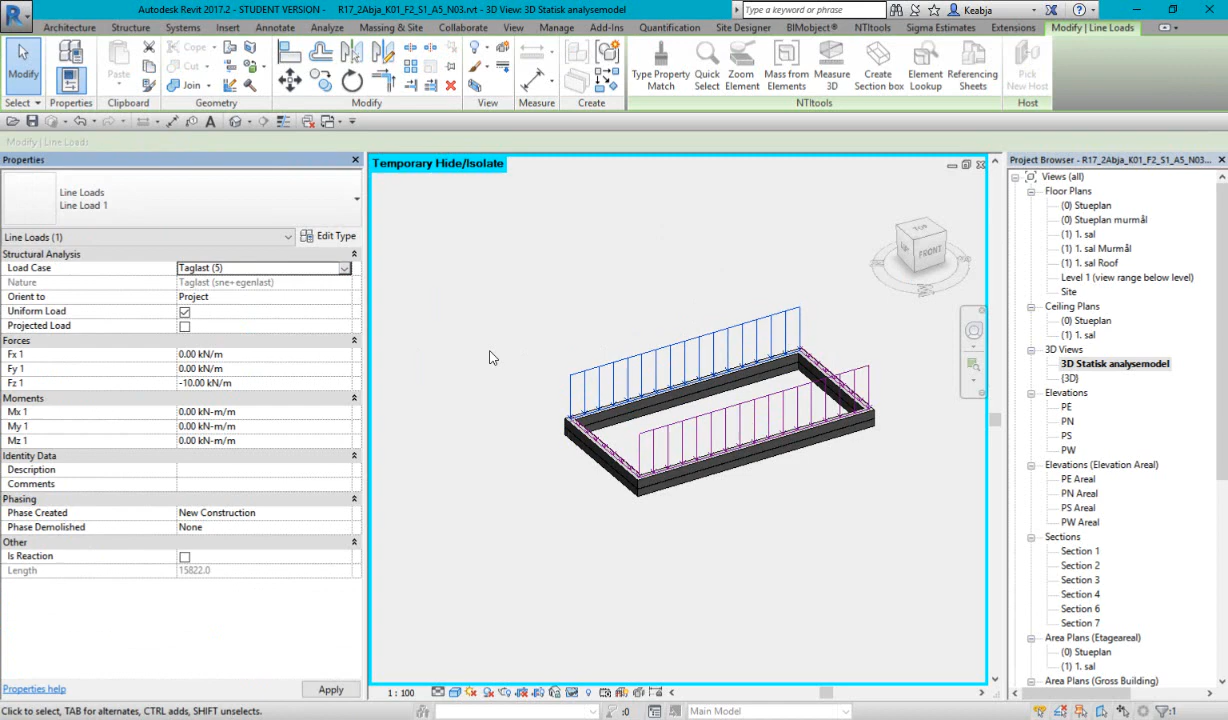 Autodesk Revit 2017.2 - STUDENT VERSION - R17_2Abja_K01_F2_S1_A5_N03.rvt - 3D View: 3D Statisk analysemodel
Type a keyword or phrase
Keabja
Architecture Structure Systems Insert Annotate Analyze Massing & Site Collaborate View Manage Add-Ins Quantification Site Designer BIMobject® NTItools Sigma Estimates Extensions Modify | Line Loads
Modify
Paste
Cope
Cut
Join
Type Property Match
Quick Select
Zoom Element
Mass from Elements
Measure 3D
Create Section box
Element Lookup
Referencing Sheets
Pick New Host
Select Properties Clipboard Geometry Modify View Measure Create NTItools Host
Modify | Line Loads
Properties
Line Loads
Line Load 1
Line Loads (1)
Edit Type
Structural Analysis
Load Case Taglast (5)
Nature Taglast (sne+egenlast)
Orient to Project
Uniform Load
Projected Load
Forces
Fx 1 0.00 kN/m
Fy 1 0.00 kN/m
Fz 1 -10.00 kN/m
Moments
Mx 1 0.00 kN-m/m
My 1 0.00 kN-m/m
Mz 1 0.00 kN-m/m
Identity Data
Description
Comments
Phasing
Phase Created New Construction
Phase Demolished None
Other
Is Reaction
Length 15822.0
Properties help
Apply
Temporary Hide/Isolate
TOP
FRONT
1 : 100
Project Browser - R17_2Abja_K01_F2_S1_A5_N03...
Views (all)
Floor Plans
(0) Stueplan
(0) Stueplan murmål
(1) 1. sal
(1) 1. sal Murmål
(1) 1. sal Roof
Level 1 (view range below level)
Site
Ceiling Plans
(0) Stueplan
(1) 1. sal
3D Views
3D Statisk analysemodel
{3D}
Elevations
PE
PN
PS
PW
Elevations (Elevation Areal)
PE Areal
PN Areal
PS Areal
PW Areal
Sections
Section 1
Section 2
Section 3
Section 4
Section 6
Section 7
Area Plans (Etageareal)
(0) Stueplan
(1) 1. sal
Area Plans (Gross Building)
Click to select, TAB for alternates, CTRL adds, SHIFT unselects.
:0
Main Model
:1